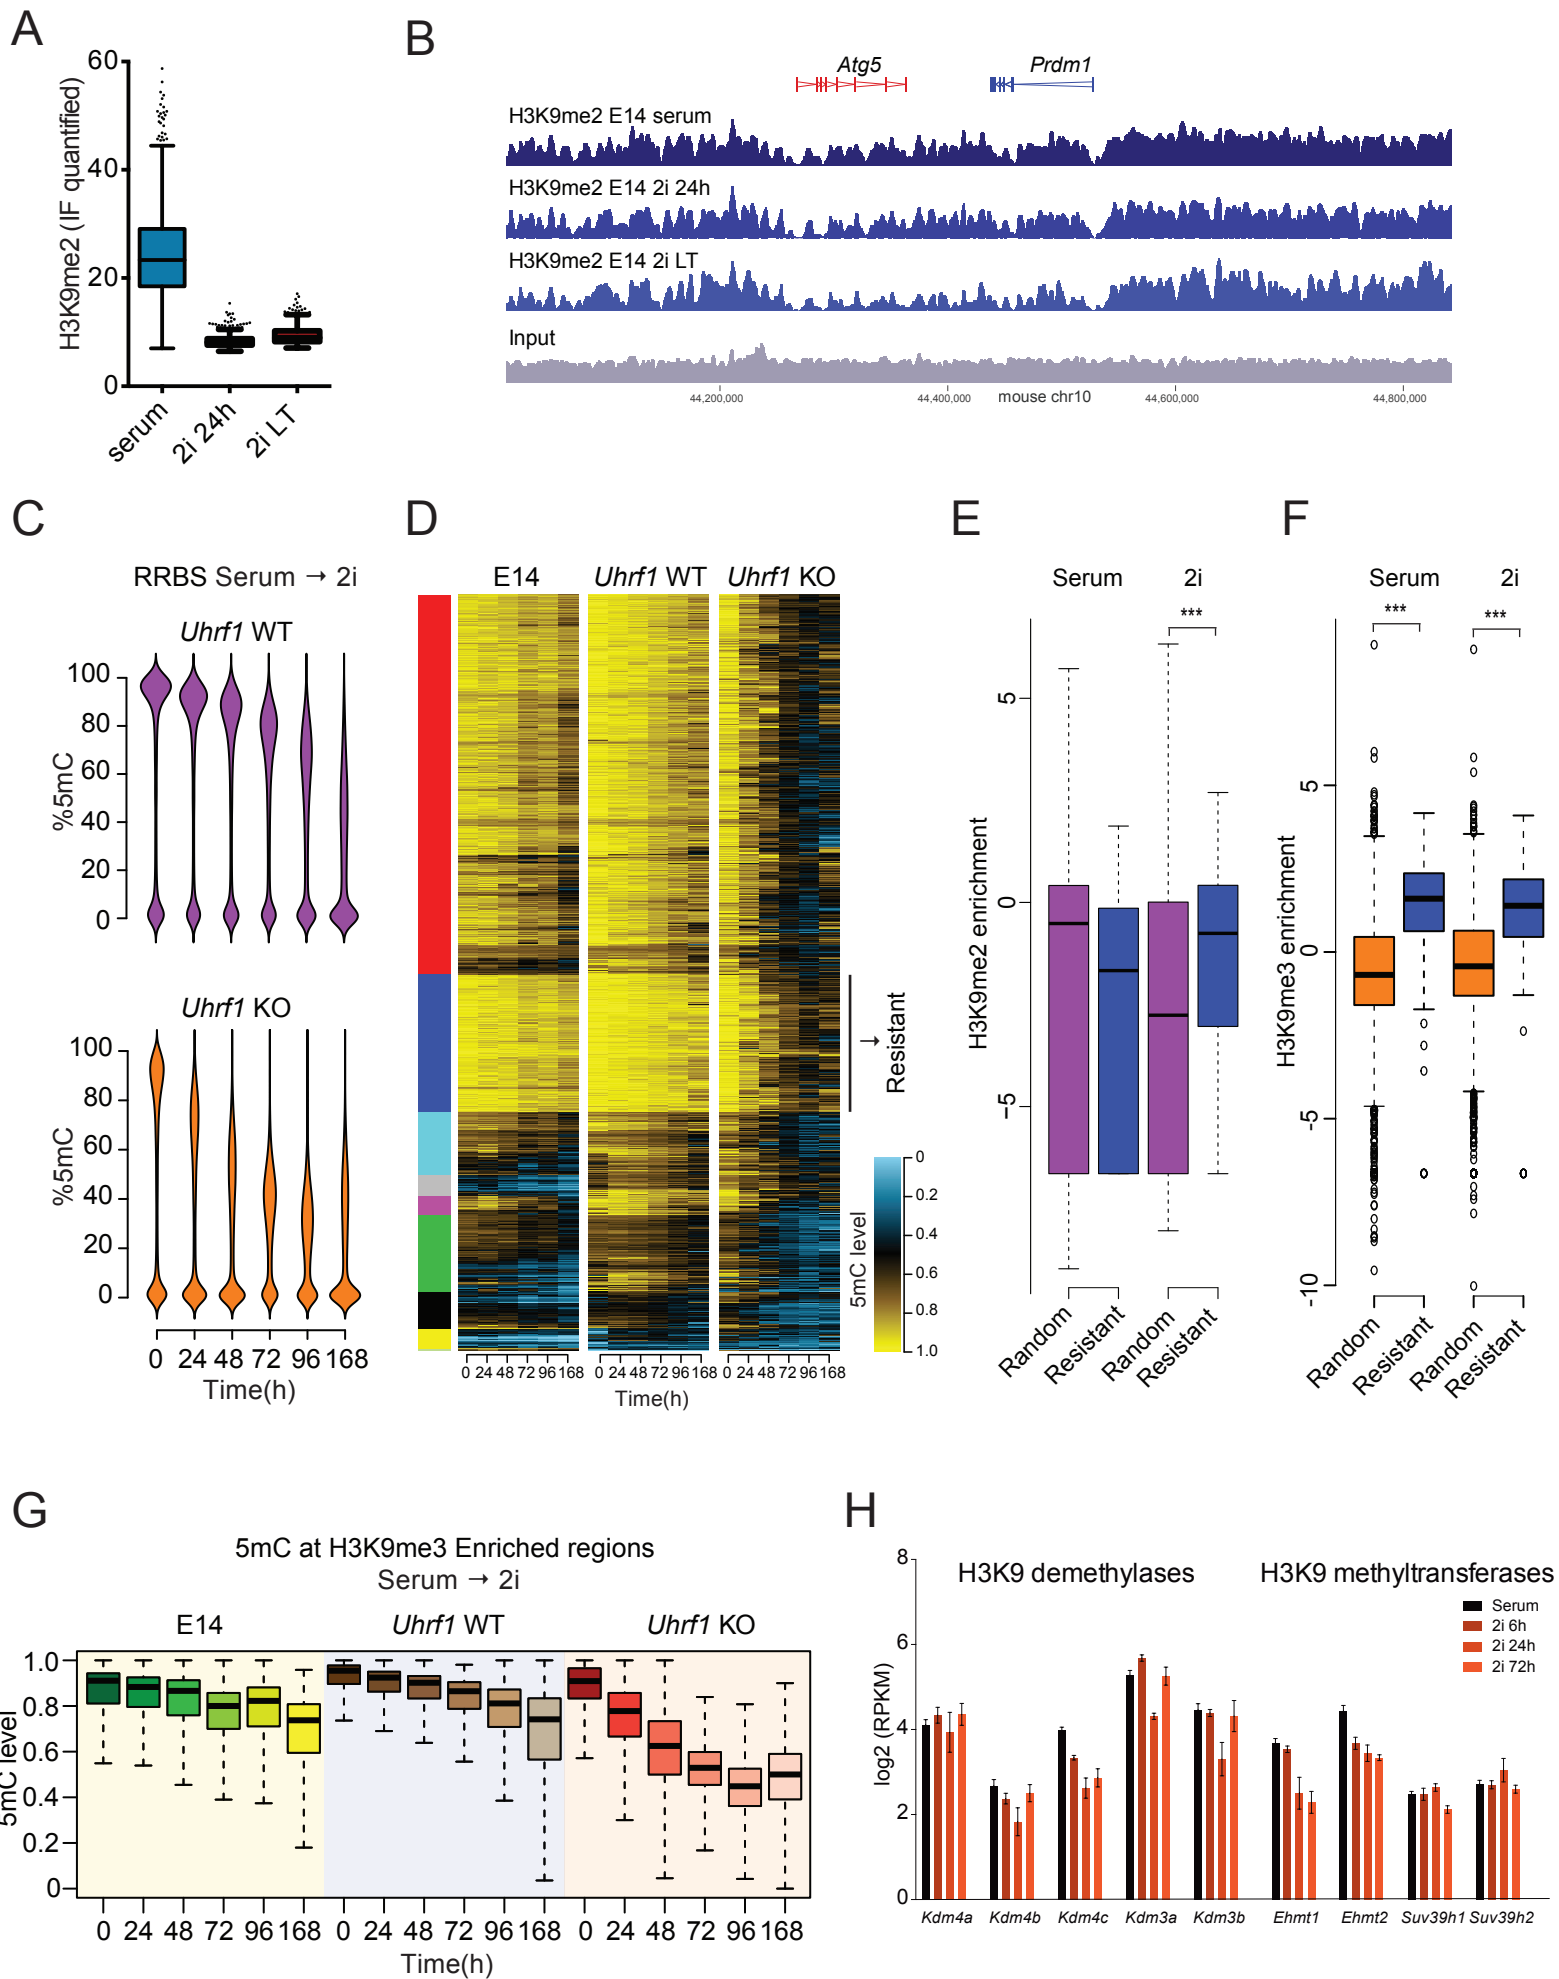 A
H3K9me2 (IF quantified)
60
40
20
0
serum
2i 24h
2i LT
B
Atg5
Prdm1
H3K9me2 E14 serum
H3K9me2 E14 2i 24h
H3K9me2 E14 2i LT
Input
44,200,000
44,400,000
mouse chr10
44,600,000
44,800,000
C
RRBS Serum → 2i
Uhrf1 WT
%5mC
100
80
60
40
20
0
Uhrf1 KO
%5mC
100
80
60
40
20
0
0 24 48 72 96 168
Time(h)
D
E14
Uhrf1 WT
Uhrf1 KO
→ Resistant
5mC level
0
0.2
0.4
0.6
0.8
1.0
0 24 48 72 96 168
0 24 48 72 96 168
0 24 48 72 96 168
Time(h)
E
Serum
2i
***
H3K9me2 enrichment
5
0
−5
Random
Resistant
Random
Resistant
F
Serum
2i
***
***
H3K9me3 enrichment
5
0
-5
-10
Random
Resistant
Random
Resistant
G
5mC at H3K9me3 Enriched regions
Serum → 2i
E14
Uhrf1 WT
Uhrf1 KO
5mC level
1.0
0.8
0.6
0.4
0.2
0
0 24 48 72 96 168 0 24 48 72 96 168 0 24 48 72 96 168
Time(h)
H
H3K9 demethylases
H3K9 methyltransferases
Serum
2i 6h
2i 24h
2i 72h
log2 (RPKM)
8
6
4
2
0
Kdm4a Kdm4b Kdm4c Kdm3a Kdm3b Ehmt1 Ehmt2 Suv39h1 Suv39h2